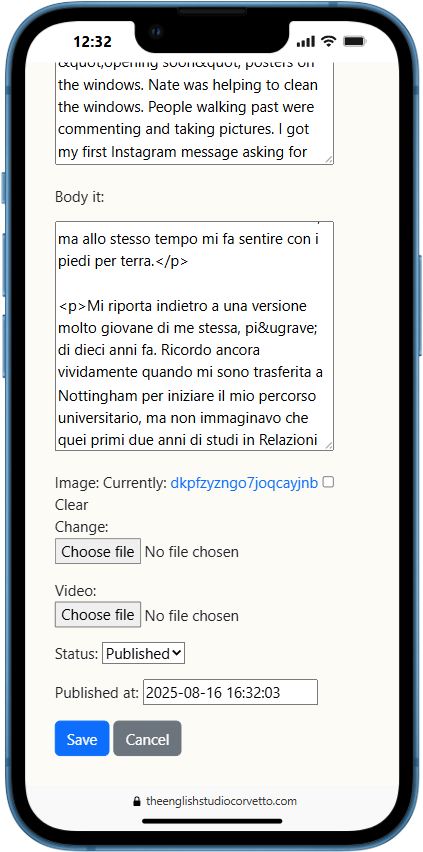 12:32
&quot;opening soon&quot; posters on
the windows. Nate was helping to clean
the windows. People walking past were
commenting and taking pictures. I got
my first Instagram message asking for
Body it:
ma allo stesso tempo mi fa sentire con i
piedi per terra.</p>
<p>Mi riporta indietro a una versione
molto giovane di me stessa, pi&ugrave;
di dieci anni fa. Ricordo ancora
vividamente quando mi sono trasferita a
Nottingham per iniziare il mio percorso
universitario, ma non immaginavo che
quei primi due anni di studi in Relazioni
Image: Currently: dkpfzyzngo7joqcayjnb
Clear
Change:
Choose file No file chosen
Video:
Choose file No file chosen
Status: Published
Published at: 2025-08-16 16:32:03
Save Cancel
theenglishstudiocorvetto.com